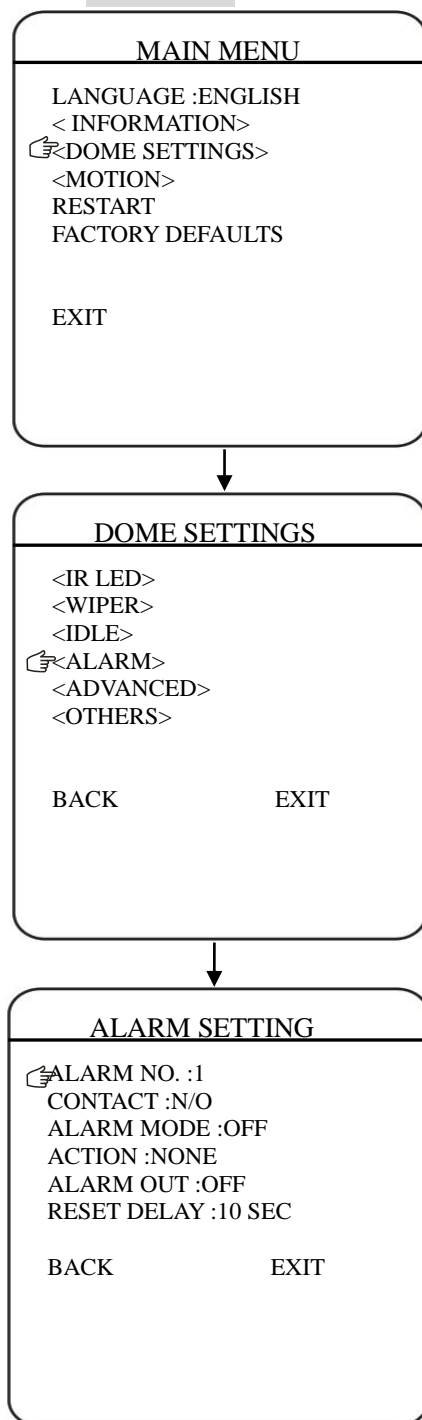 MAIN MENU
LANGUAGE :ENGLISH
< INFORMATION>
<DOME SETTINGS>
<MOTION>
RESTART
FACTORY DEFAULTS
EXIT
DOME SETTINGS
<IR LED>
<WIPER>
<IDLE>
<ALARM>
<ADVANCED>
<OTHERS>
BACK EXIT
ALARM SETTING
ALARM NO. :1
CONTACT :N/O
ALARM MODE :OFF
ACTION :NONE
ALARM OUT :OFF
RESET DELAY :10 SEC
BACK EXIT